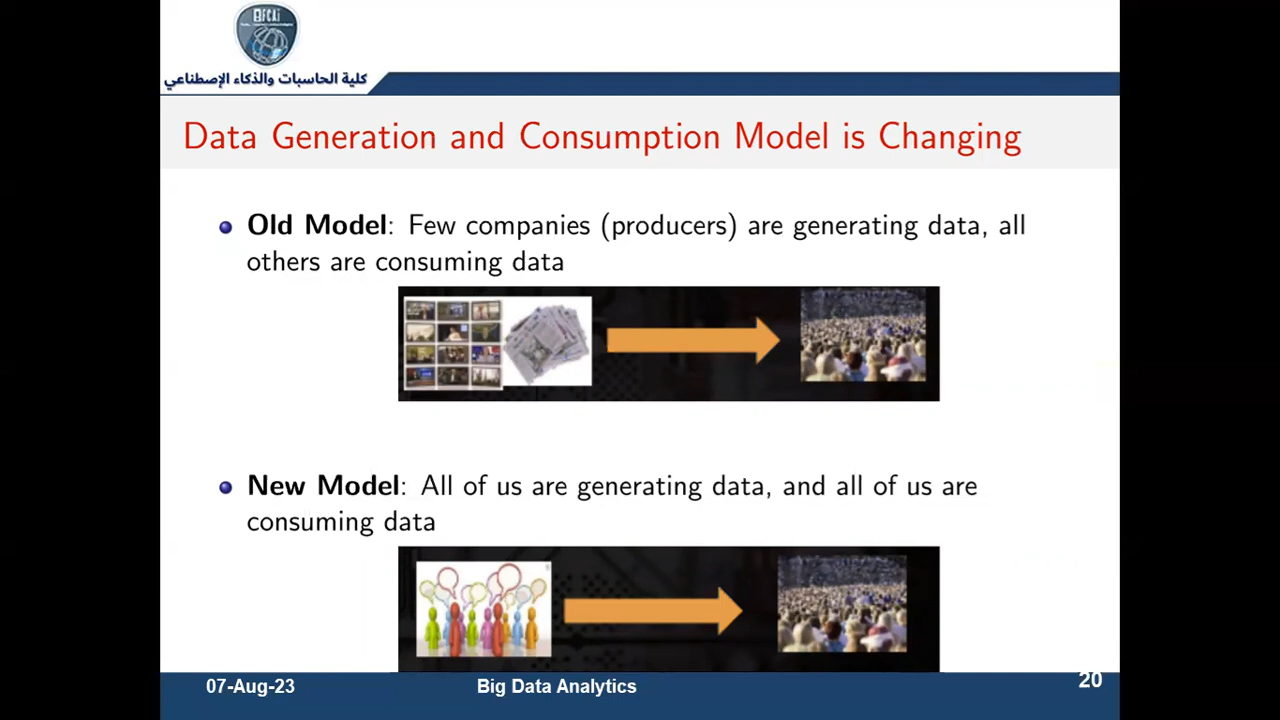 FCAi
كلية الحاسبات والذكاء الإصطناعي
Data Generation and Consumption Model is Changing
Old Model: Few companies (producers) are generating data, all
others are consuming data
New Model: All of us are generating data, and all of us are
consuming data
07-Aug-23
Big Data Analytics
20